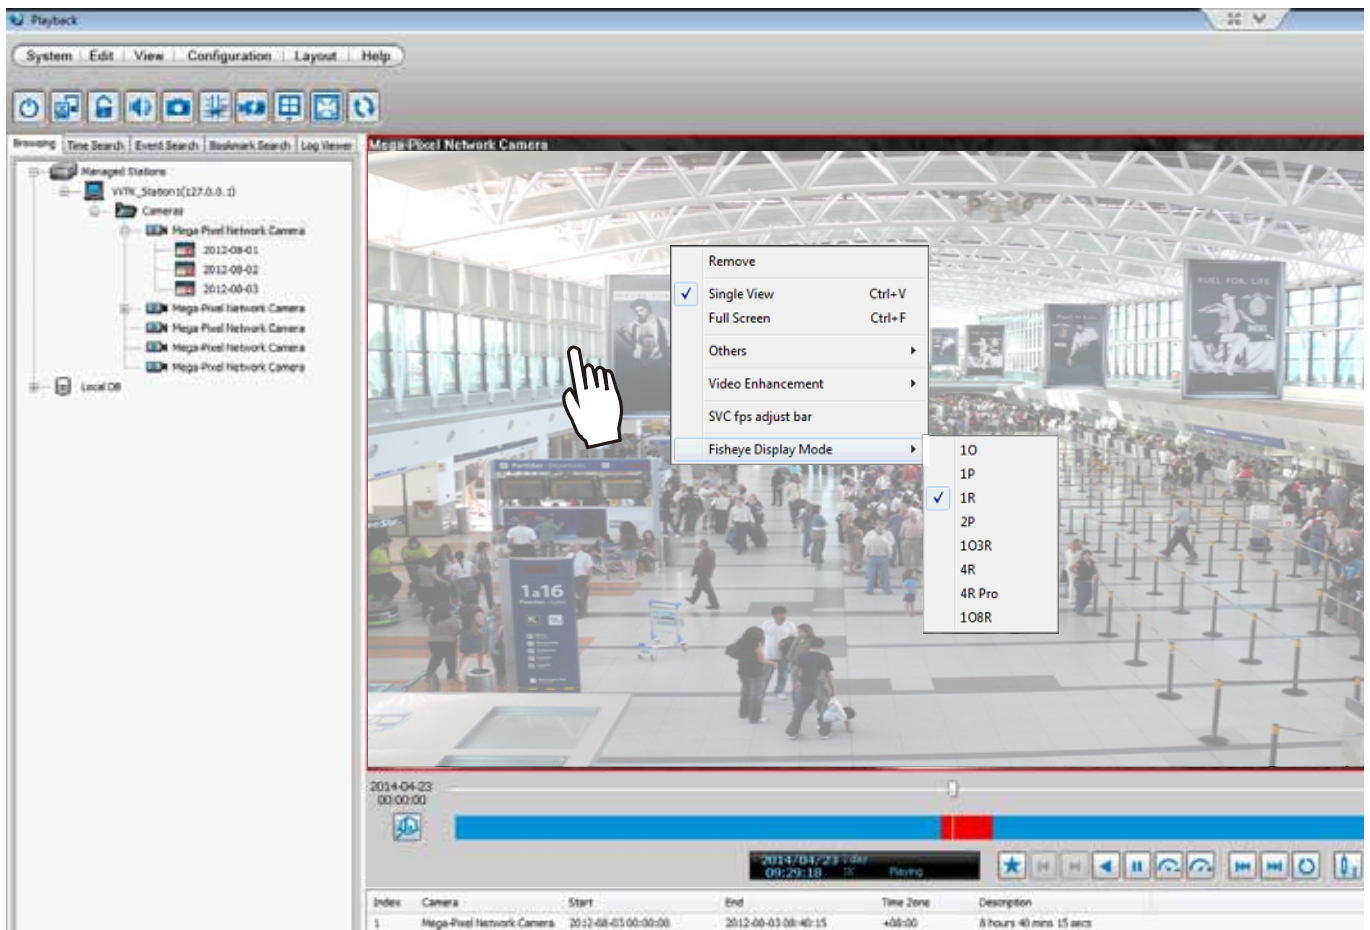 Playback
System Edit View Configuration Layout Help
Browsing Time Search Event Search Bookmark Search Log Viewer
Managed Stations
VVTK_Station1(127.0.0.1)
Cameras
Mega-Pixel Network Camera
2012-08-01
2012-08-02
2012-08-03
Mega-Pixel Network Camera
Mega-Pixel Network Camera
Mega-Pixel Network Camera
Mega-Pixel Network Camera
Local DB
Mega-Pixel Network Camera
FUEL FOR LIFE
Remove
Single View Ctrl+V
Full Screen Ctrl+F
Others
Video Enhancement
SVC fps adjust bar
Fisheye Display Mode
1O
1P
1R
2P
1O3R
4R
4R Pro
1O8R
Partidas Departures
1a16
2014-04-23
00:00:00
2014/04/23
09:29:18 1X Playing
Index Camera Start End Time Zone Description
1 Mega-Pixel Network Camera 2012-08-03 00:00:00 2012-08-03 08:40:15 +08:00 8 hours 40 mins 15 secs